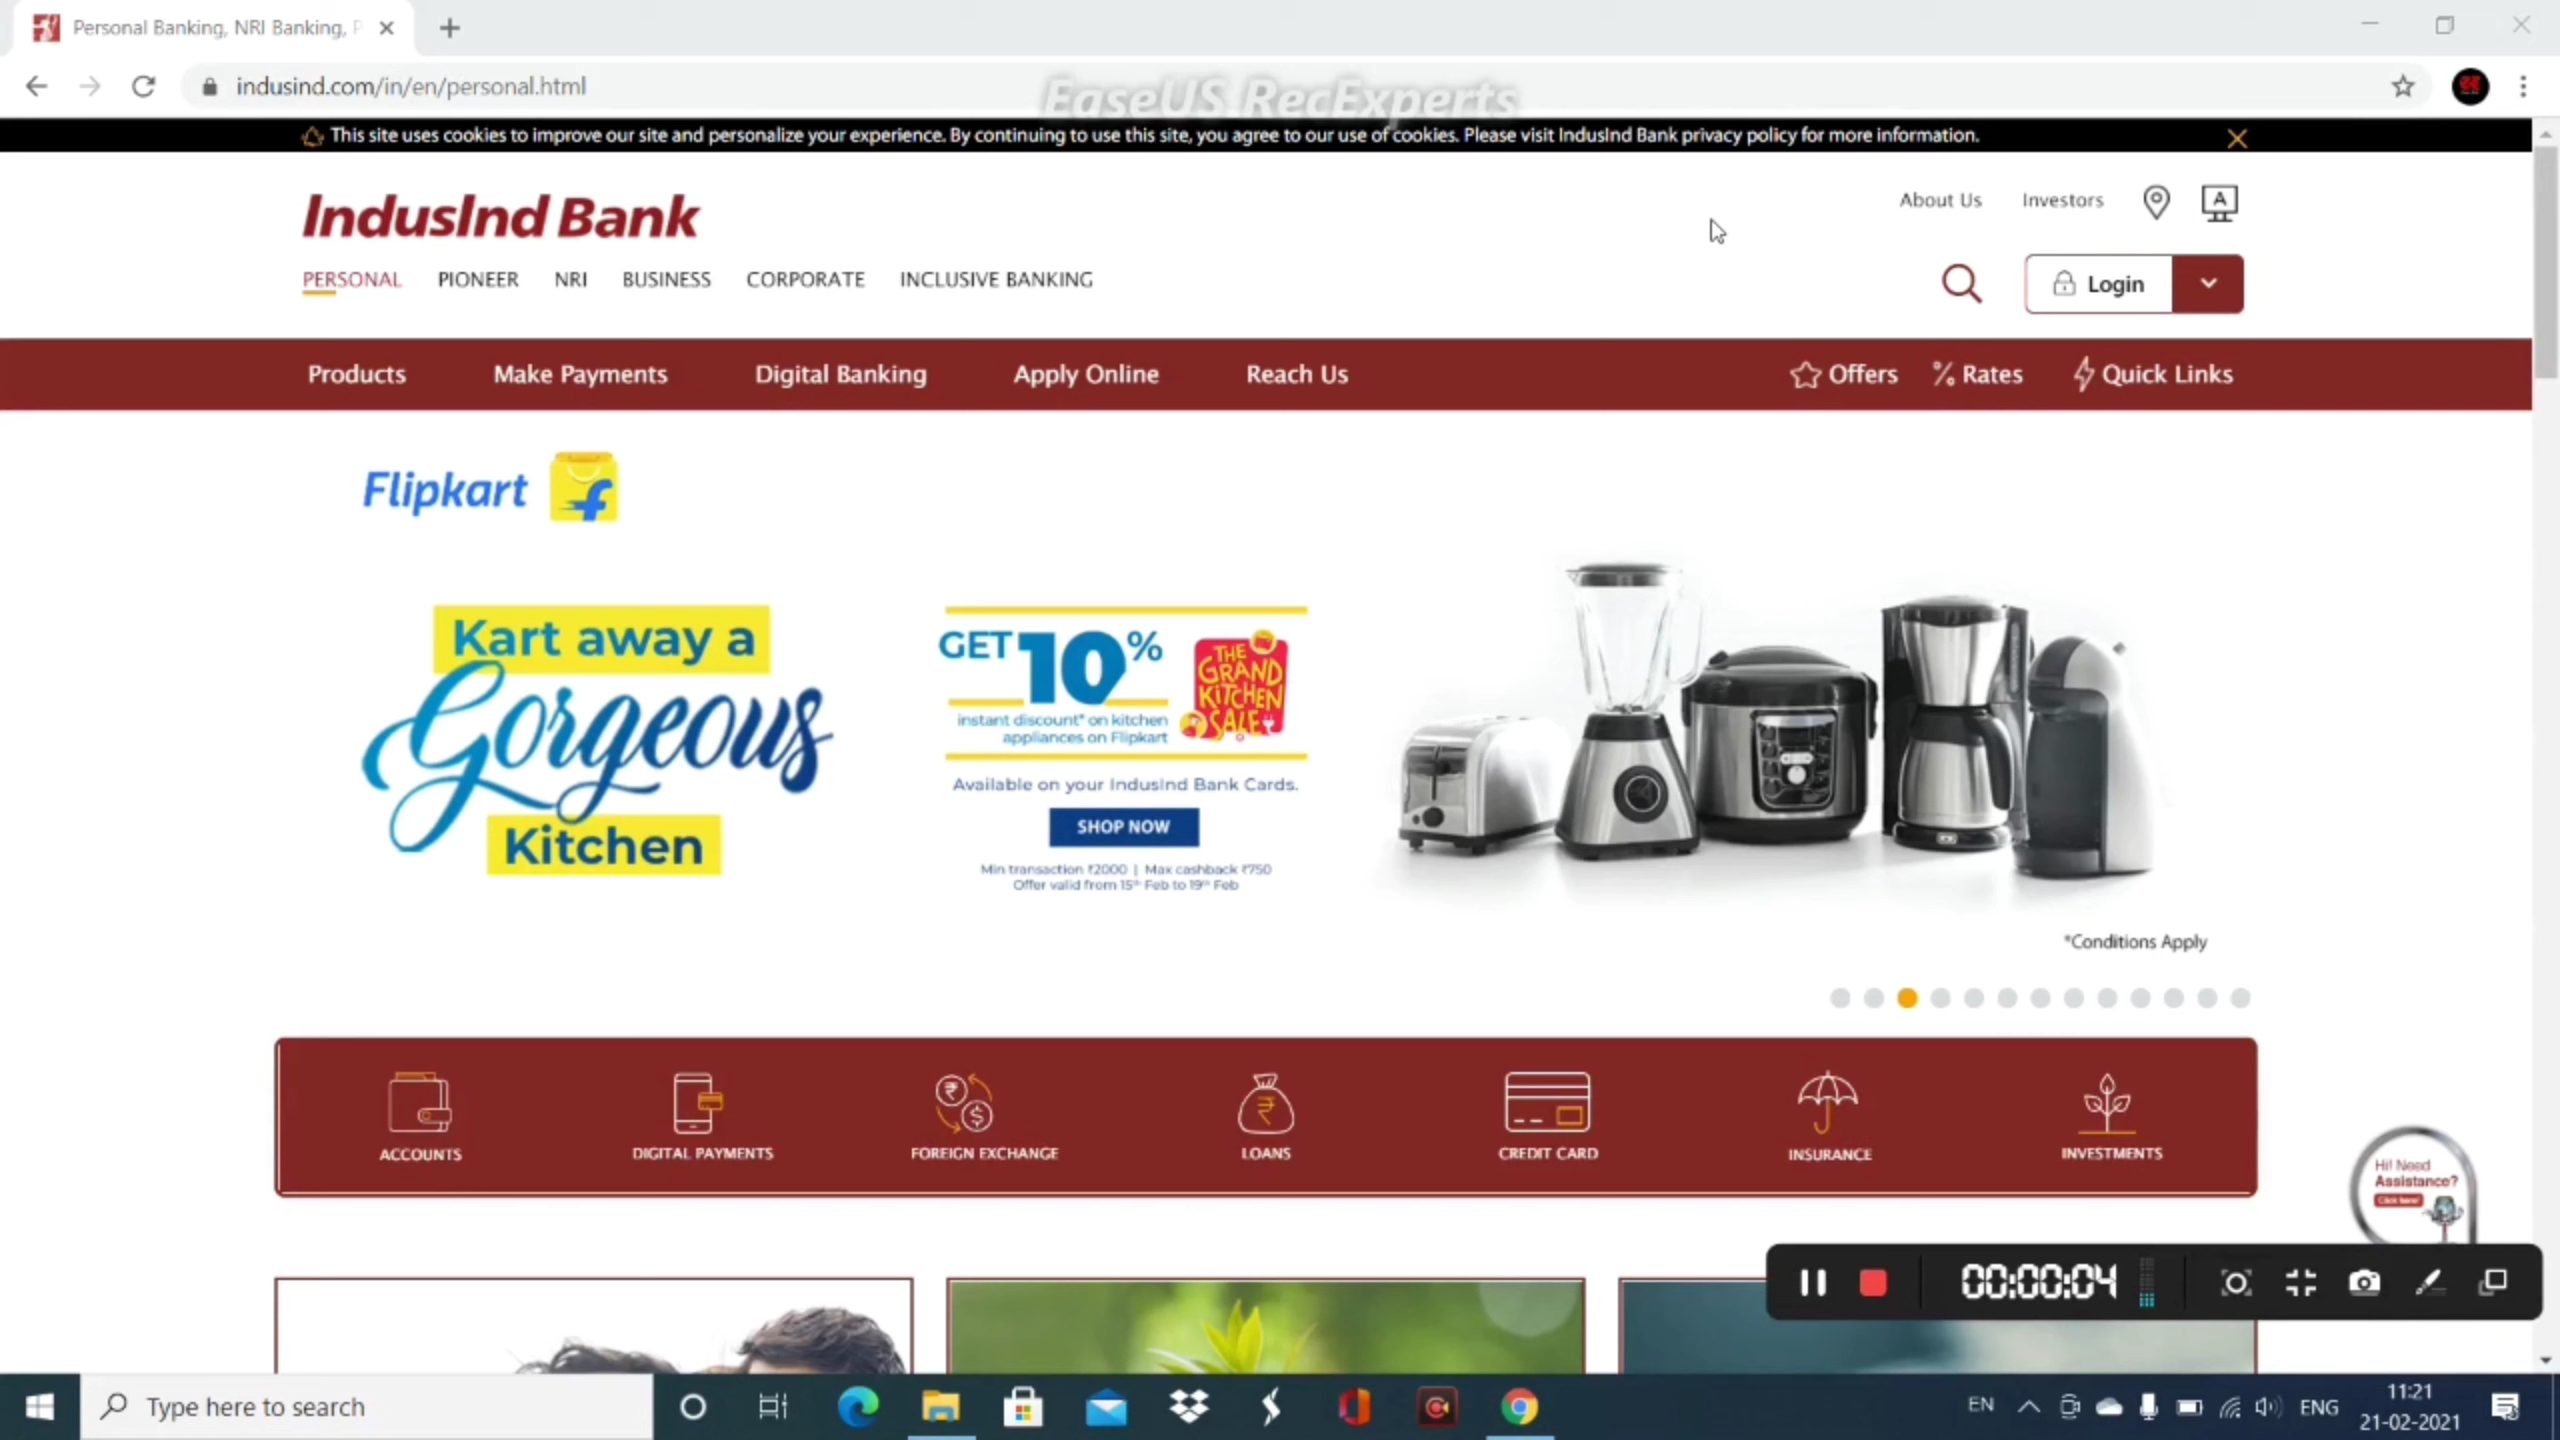 Personal Banking, NRI Banking, P
indusind.com/in/en/personal.html
EaseUS RecExperts
This site uses cookies to improve our site and personalize your experience. By continuing to use this site, you agree to our use of cookies. Please visit IndusInd Bank privacy policy for more information.
About Us Investors
A
IndusInd Bank
PERSONAL PIONEER NRI BUSINESS CORPORATE INCLUSIVE BANKING
Login
Products Make Payments Digital Banking Apply Online Reach Us Offers % Rates Quick Links
Flipkart f
Kart away a
Gorgeous
Kitchen
GET 10%
instant discount* on kitchen
appliances on Flipkart
THE
GRAND
KITCHEN
SALE
Available on your IndusInd Bank Cards.
SHOP NOW
Min transaction ₹2000 | Max cashback ₹750
Offer valid from 15th Feb to 19th Feb
*Conditions Apply
ACCOUNTS DIGITAL PAYMENTS FOREIGN EXCHANGE LOANS CREDIT CARD INSURANCE INVESTMENTS
Hi! Need
Assistance?
Click here!
00:00:04
Type here to search
EN ENG
11:21
21-02-2021